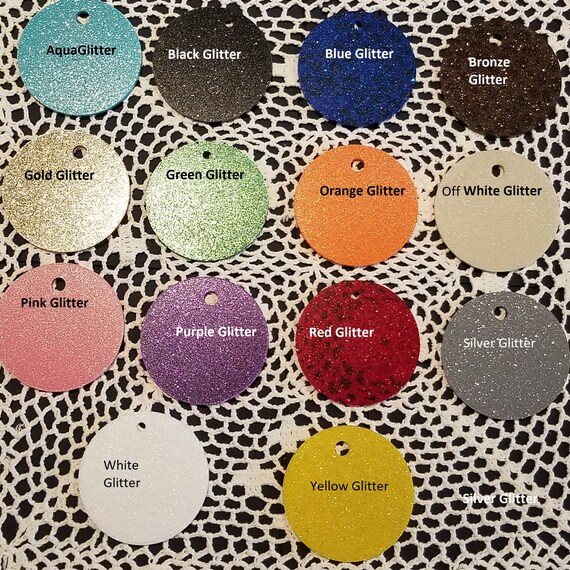 AquaGlitter
Black Glitter
Blue Glitter
Bronze
Glitter
Gold Glitter
Green Glitter
Orange Glitter
Off White Glitter
Pink Glitter
Purple Glitter
Red Glitter
Silver Glitter
White
Glitter
Yellow Glitter
Silver Glitter